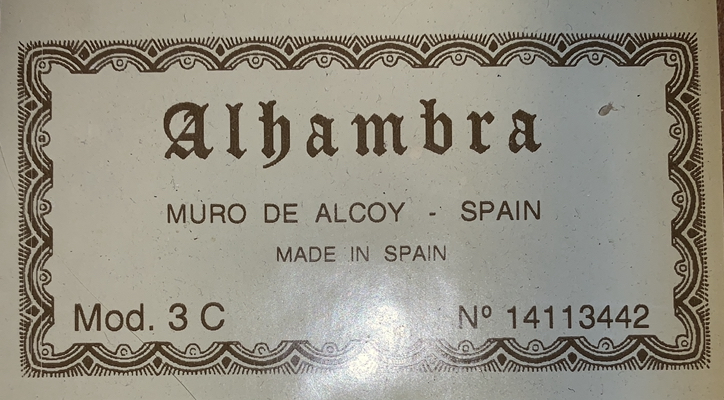 Alhambra
MURO DE ALCOY - SPAIN
MADE IN SPAIN
Mod. 3 C Nº 14113442